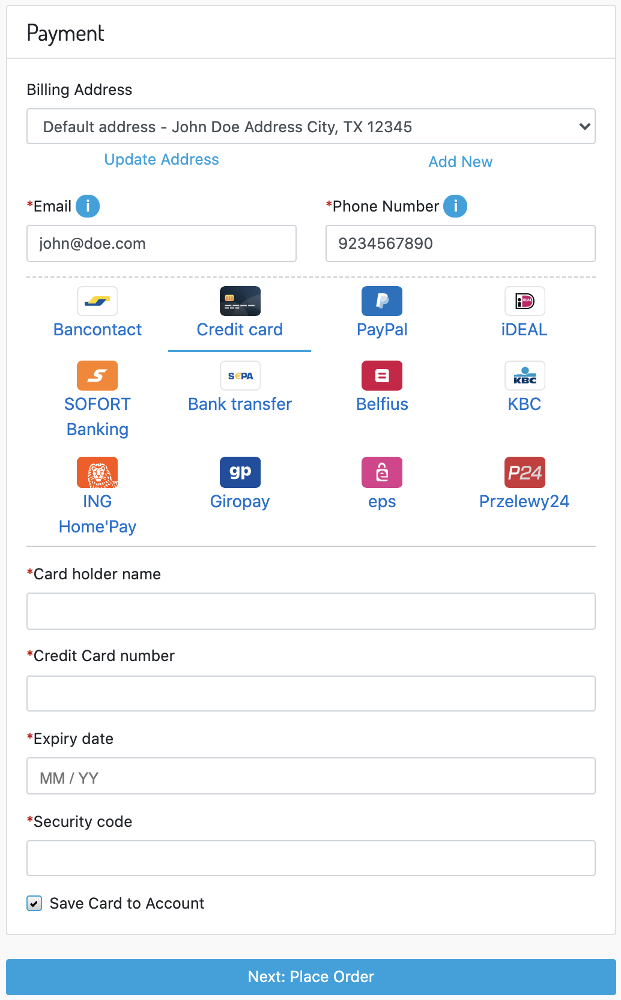 Payment
Billing Address
Default address - John Doe Address City, TX 12345
Update Address Add New
*Email i *Phone Number i
john@doe.com 9234567890
iDEAL
Bancontact Credit card PayPal iDEAL
S€PA KBC
SOFORT Bank transfer Belfius KBC
Banking
gp e P24
ING Giropay eps Przelewy24
Home'Pay
*Card holder name
*Credit Card number
*Expiry date
MM / YY
*Security code
Save Card to Account
Next: Place Order